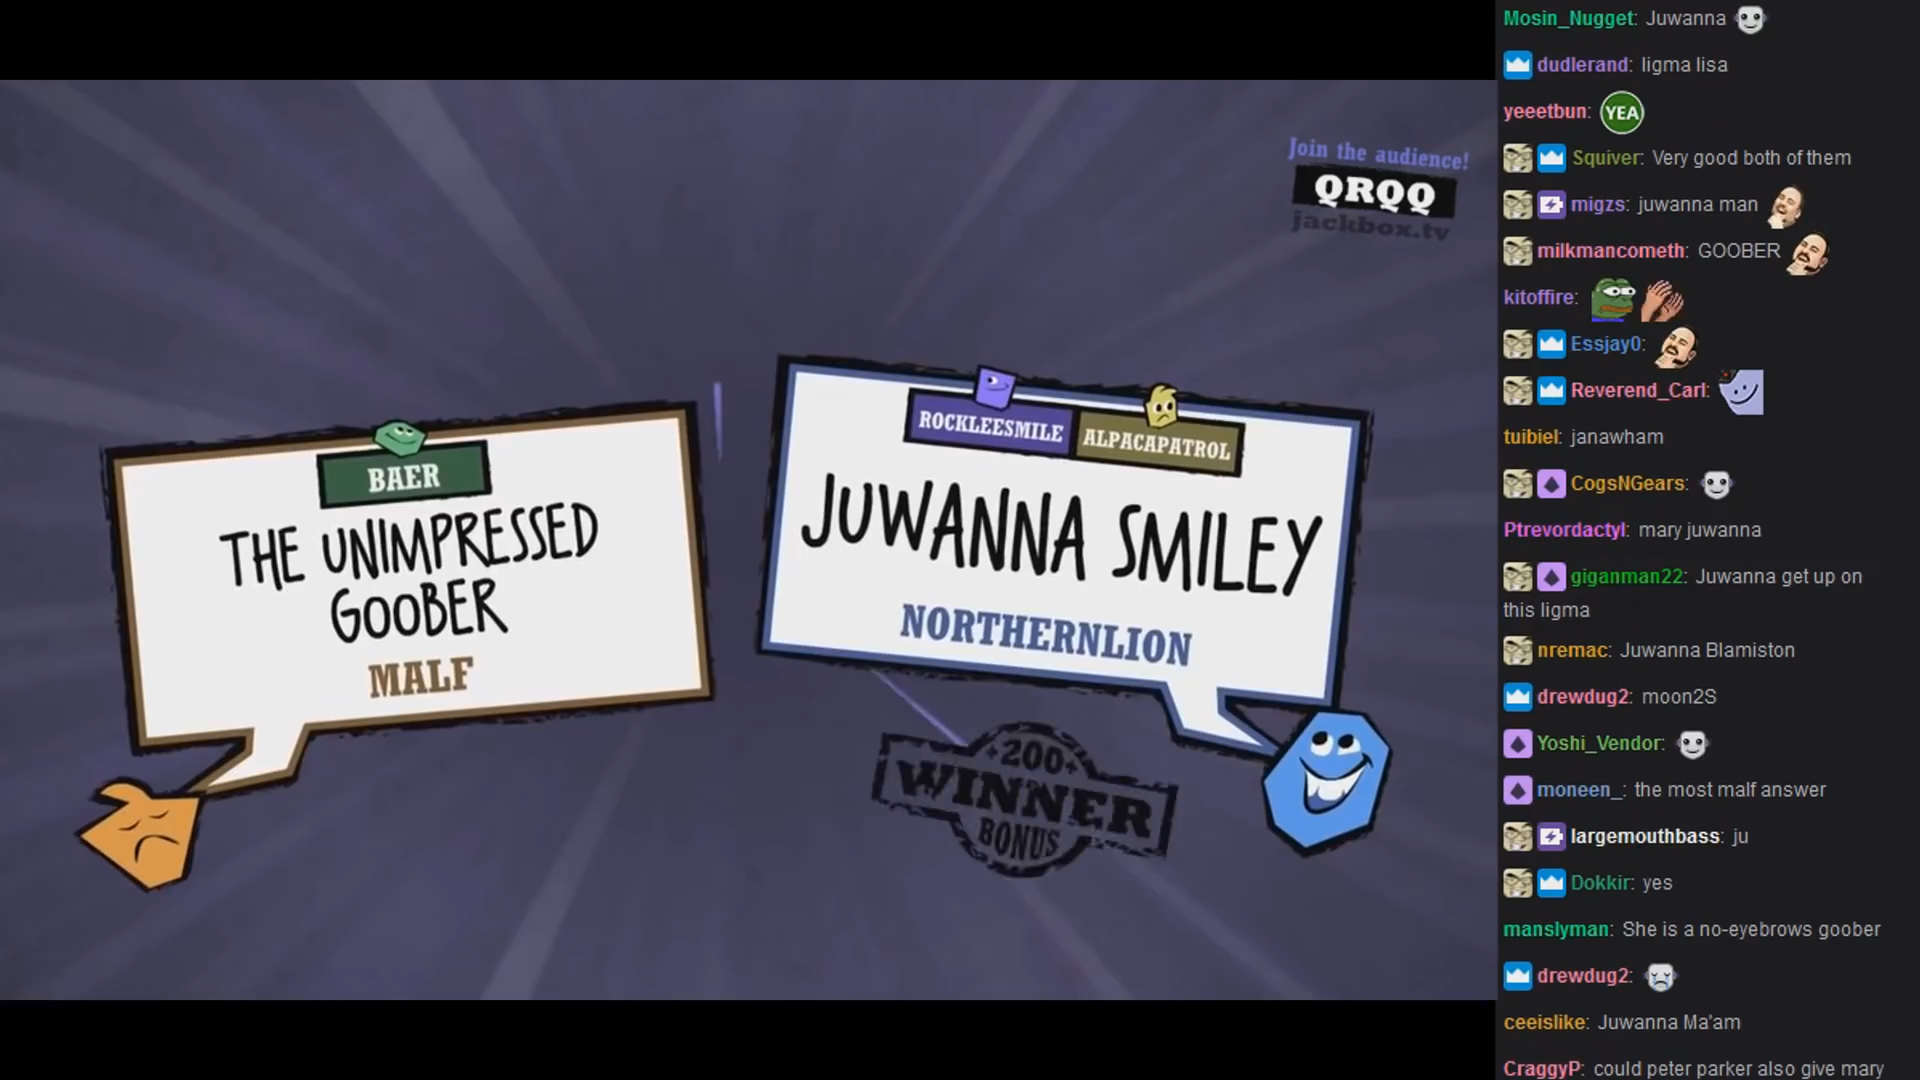 Join the audience!
QRQQ
jackbox.tv
BAER
THE UNIMPRESSED
GOOBER
MALF
ROCKLEESMILE
ALPACAPATROL
JUWANNA SMILEY
NORTHERNLION
+200+
WINNER
BONUS
Mosin_Nugget: Juwanna
dudlerand: ligma lisa
yeeetbun: YEA
Squiver: Very good both of them
migzs: juwanna man
milkmancometh: GOOBER
kitoffire:
Essjay0:
Reverend_Carl:
tuibiel: janawham
CogsNGears:
Ptrevordactyl: mary juwanna
giganman22: Juwanna get up on
this ligma
nremac: Juwanna Blamiston
drewdug2: moon2S
Yoshi_Vendor:
moneen_: the most malf answer
largemouthbass: ju
Dokkir: yes
manslyman: She is a no-eyebrows goober
drewdug2:
ceeislike: Juwanna Ma'am
CraggyP: could peter parker also give mary